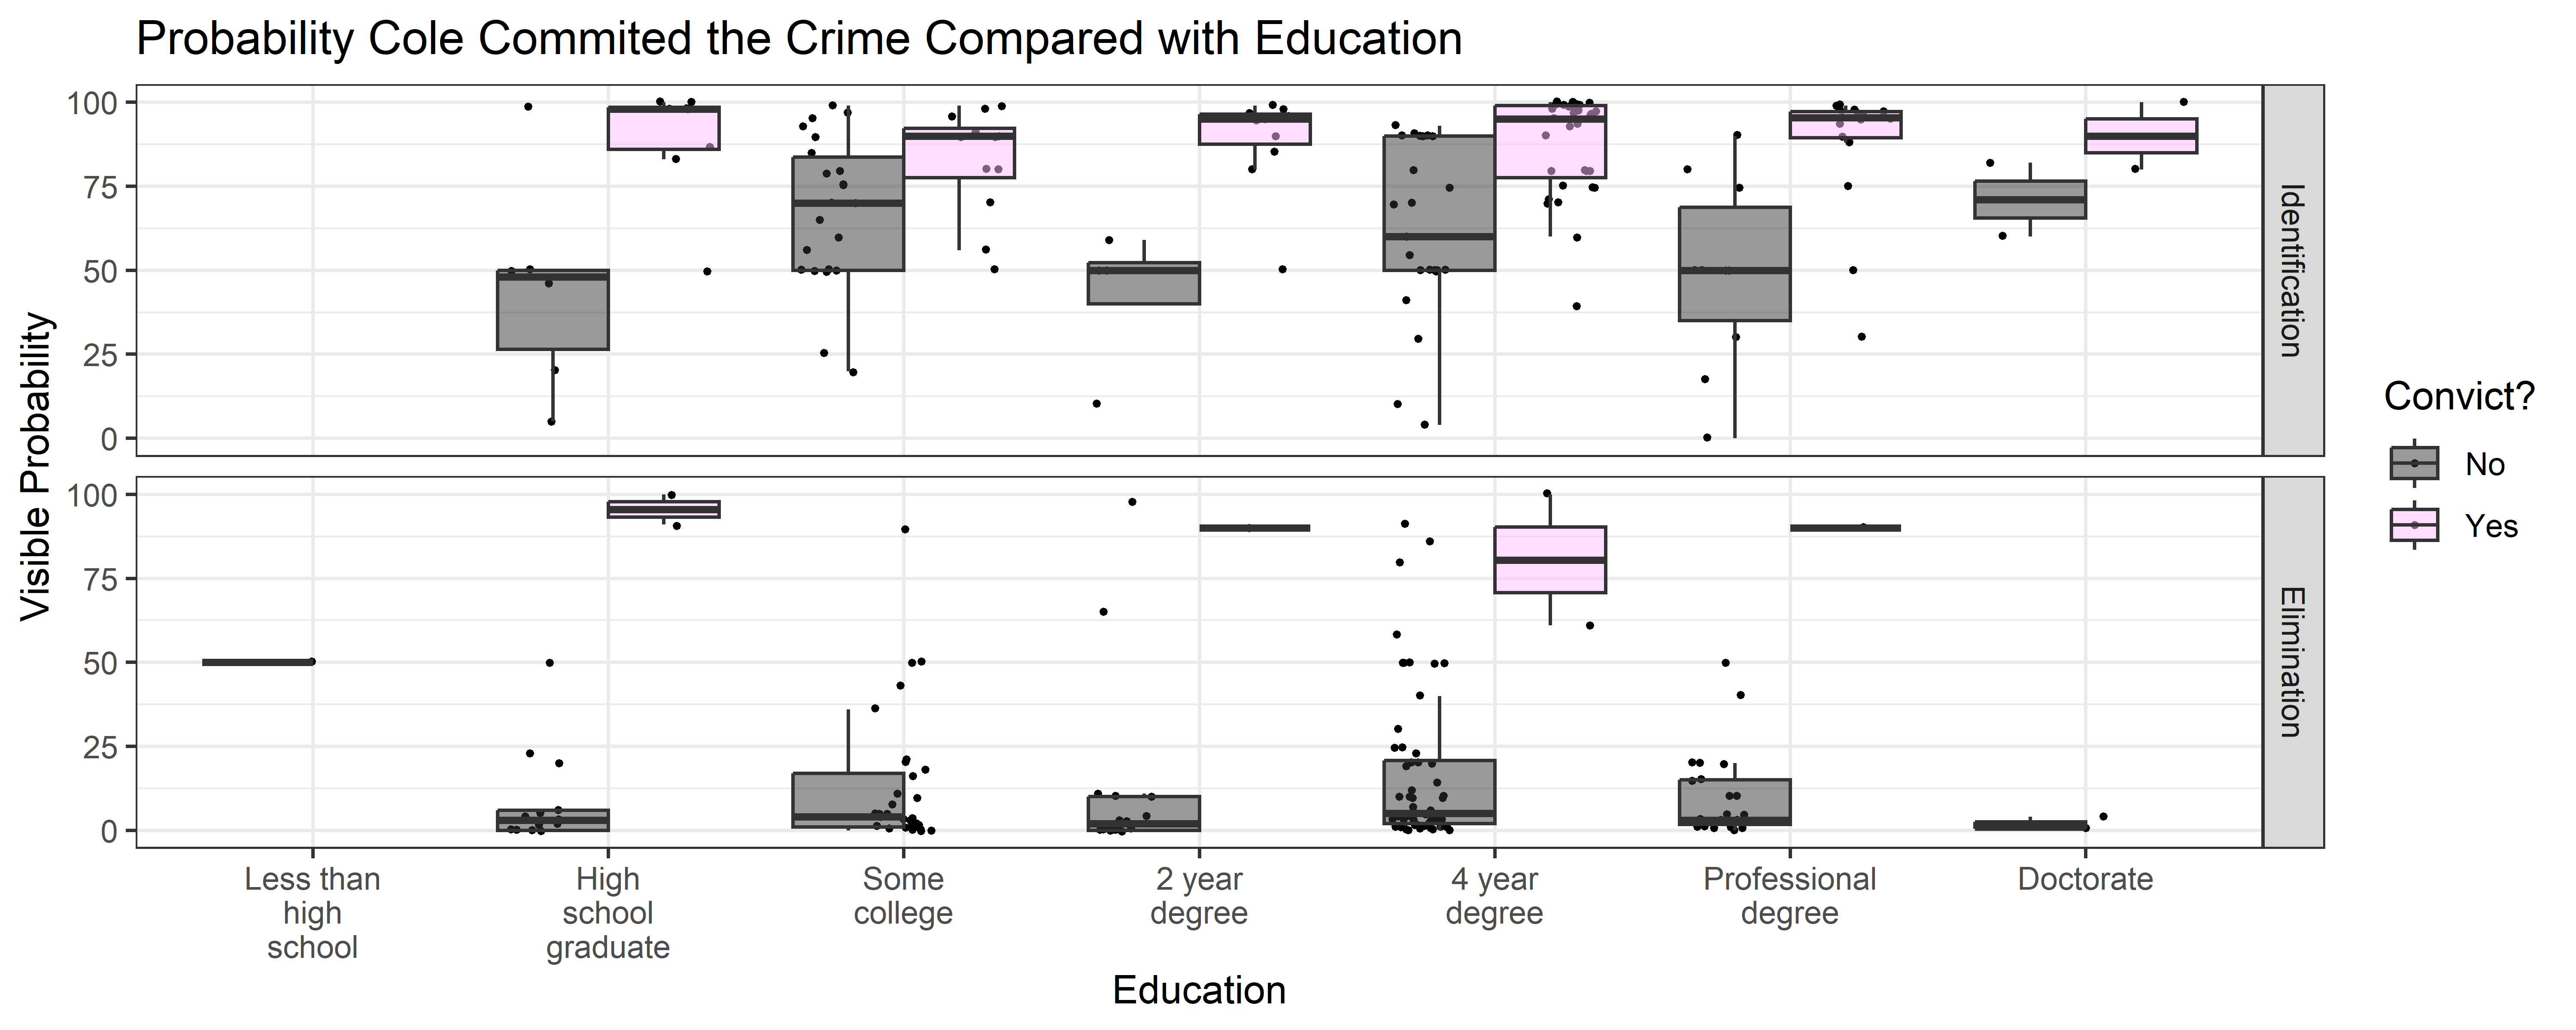 Probability Cole Commited the Crime Compared with Education
Visible Probability
100
75
50
25
0
Identification
100
75
50
25
0
Elimination
Convict?
No
Yes
Less than
high
school
High
school
graduate
Some
college
2 year
degree
4 year
degree
Professional
degree
Doctorate
Education